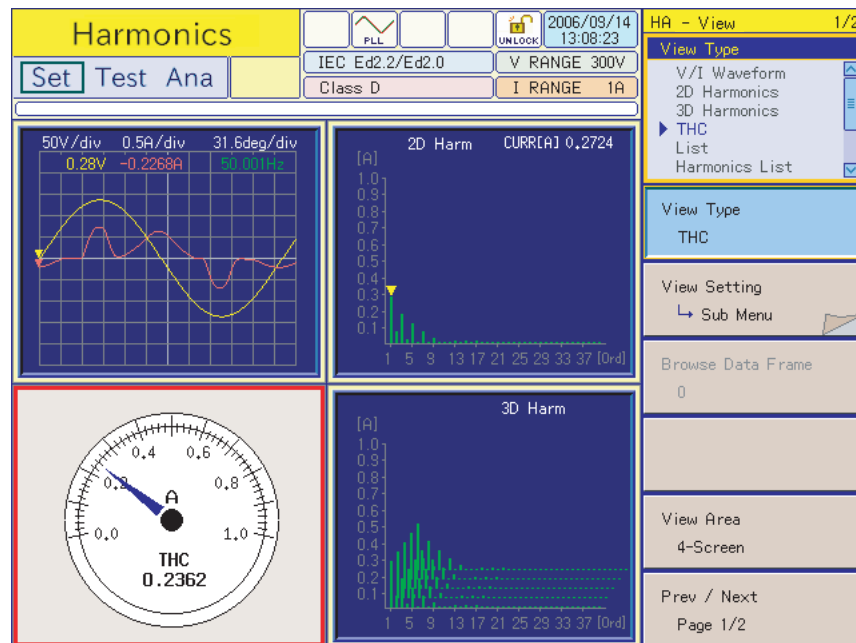 Harmonics
PLL
UNLOCK
2006/09/14
13:08:23
Set Test Ana
IEC Ed2.2/Ed2.0
V RANGE 300V
Class D
I RANGE 1A
50V/div 0.5A/div 31.6deg/div
0.28V -0.2268A 50.001Hz
2D Harm CURR[A] 0.2724
[A]
1.0
0.9
0.8
0.7
0.6
0.5
0.4
0.3
0.2
0.1
1 5 9 13 17 21 25 29 33 37 [Ord]
0.0 0.2 0.4 0.6 0.8 1.0
A
THC
0.2362
3D Harm
[A]
1.0
0.9
0.8
0.7
0.6
0.5
0.4
0.3
0.2
0.1
1 5 9 13 17 21 25 29 33 37 [Ord]
HA - View 1/2
View Type
V/I Waveform
2D Harmonics
3D Harmonics
THC
List
Harmonics List
View Type
THC
View Setting
Sub Menu
Browse Data Frame
0
View Area
4-Screen
Prev / Next
Page 1/2